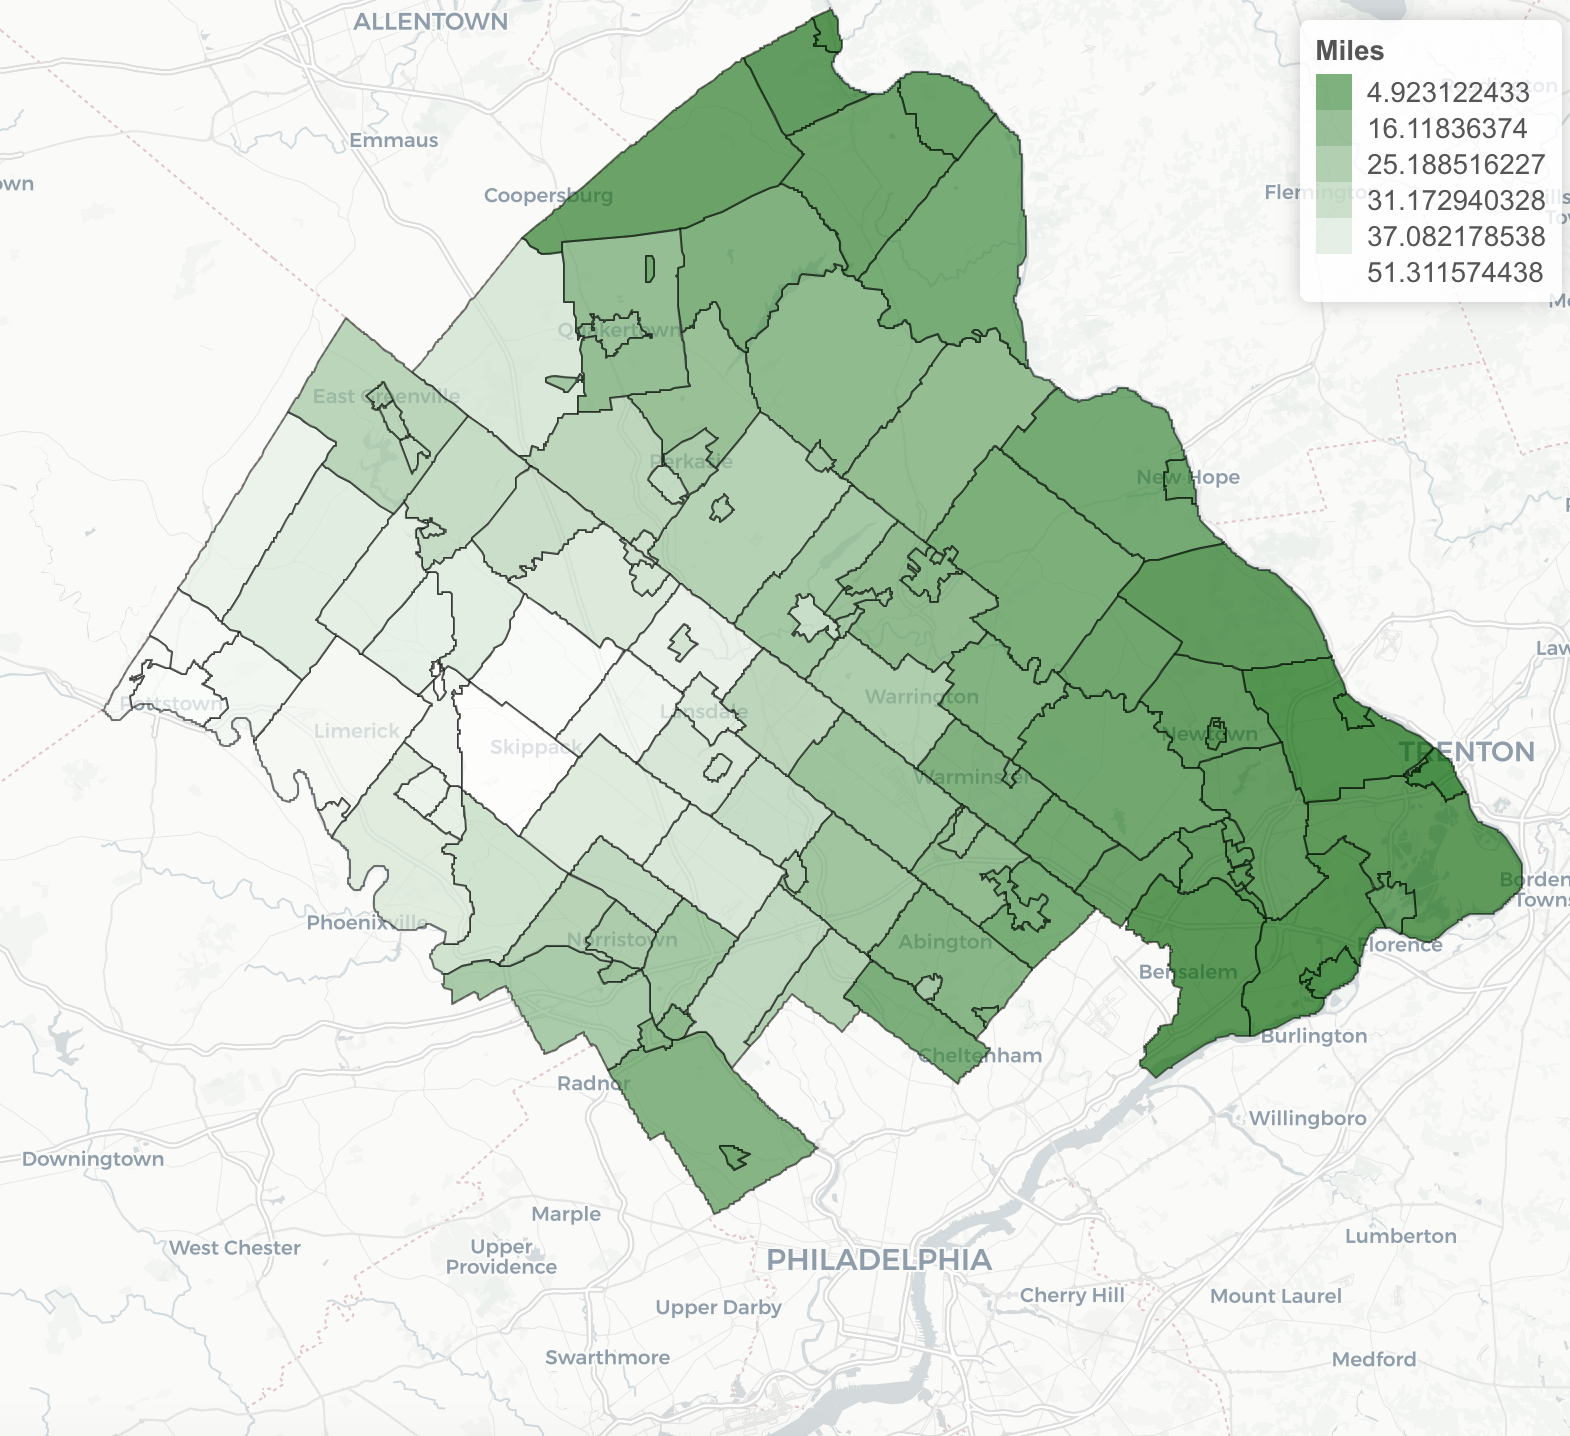 ALLENTOWN
Miles
4.923122433
16.11836374
25.188516227
31.172940328
37.082178538
51.311574438
Emmaus
own
Coopersburg
Flemington
Quakertown
East Greenville
Perkasie
New Hope
Law
Pottstown
Limerick
Skippack
Lansdale
Warrington
Newtown
TRENTON
Warminster
Borden
Towns
Phoenixville
Norristown
Abington
Florence
Bensalem
Burlington
Cheltenham
Radnor
Willingboro
Downingtown
Marple
West Chester
Upper
Providence
PHILADELPHIA
Lumberton
Cherry Hill
Mount Laurel
Upper Darby
Swarthmore
Medford